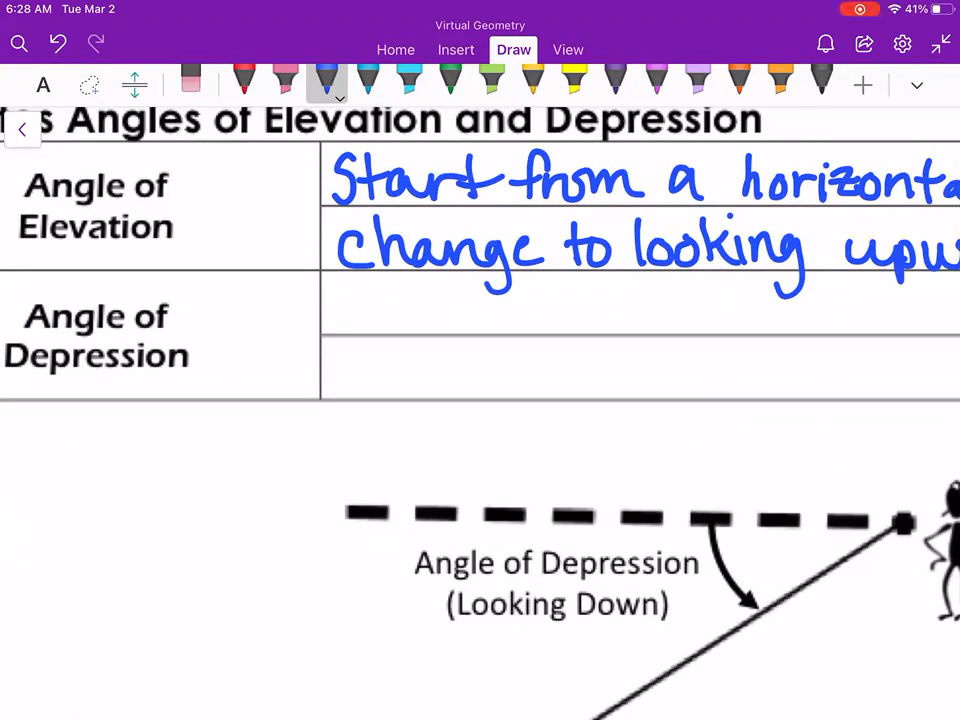 6:28 AM Tue Mar 2
41%
Virtual Geometry
Home Insert Draw View
A
Angles of Elevation and Depression
Angle of
Elevation
Start from a horizonta
change to looking upw
Angle of
Depression
Angle of Depression
(Looking Down)